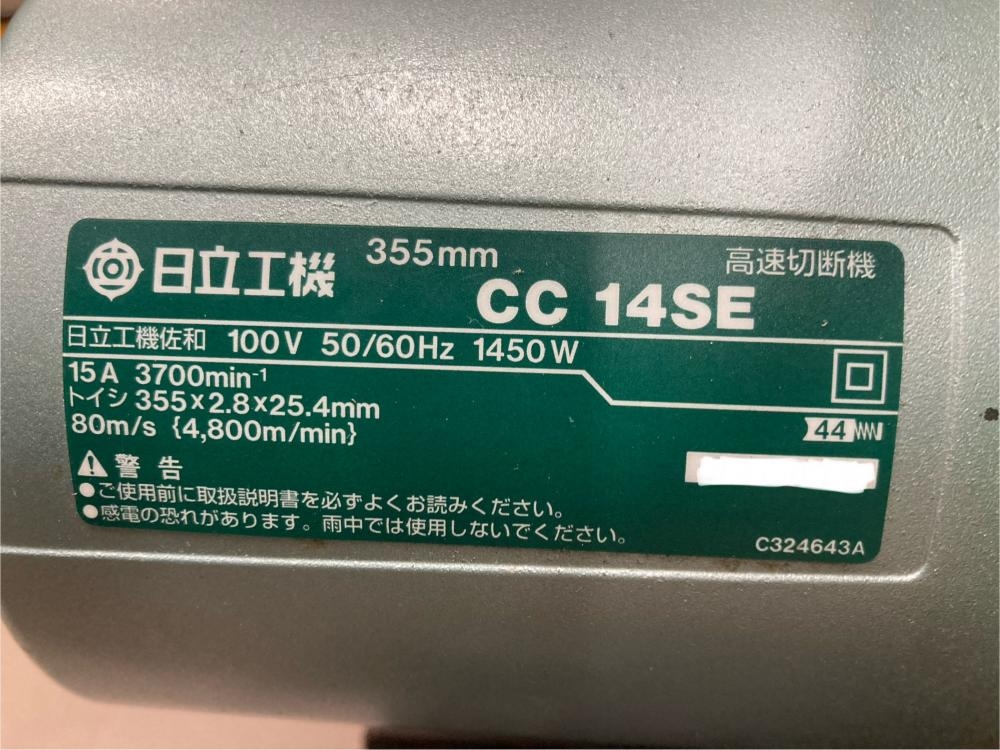 日立工機 355mm 高速切断機
CC 14SE
日立工機佐和 100V 50/60Hz 1450W
15A 3700min⁻¹
トイシ 355×2.8×25.4mm
80m/s {4,800m/min}
44
警告
●ご使用前に取扱説明書を必ずよくお読みください。
●感電の恐れがあります。雨中では使用しないでください。
C324643A